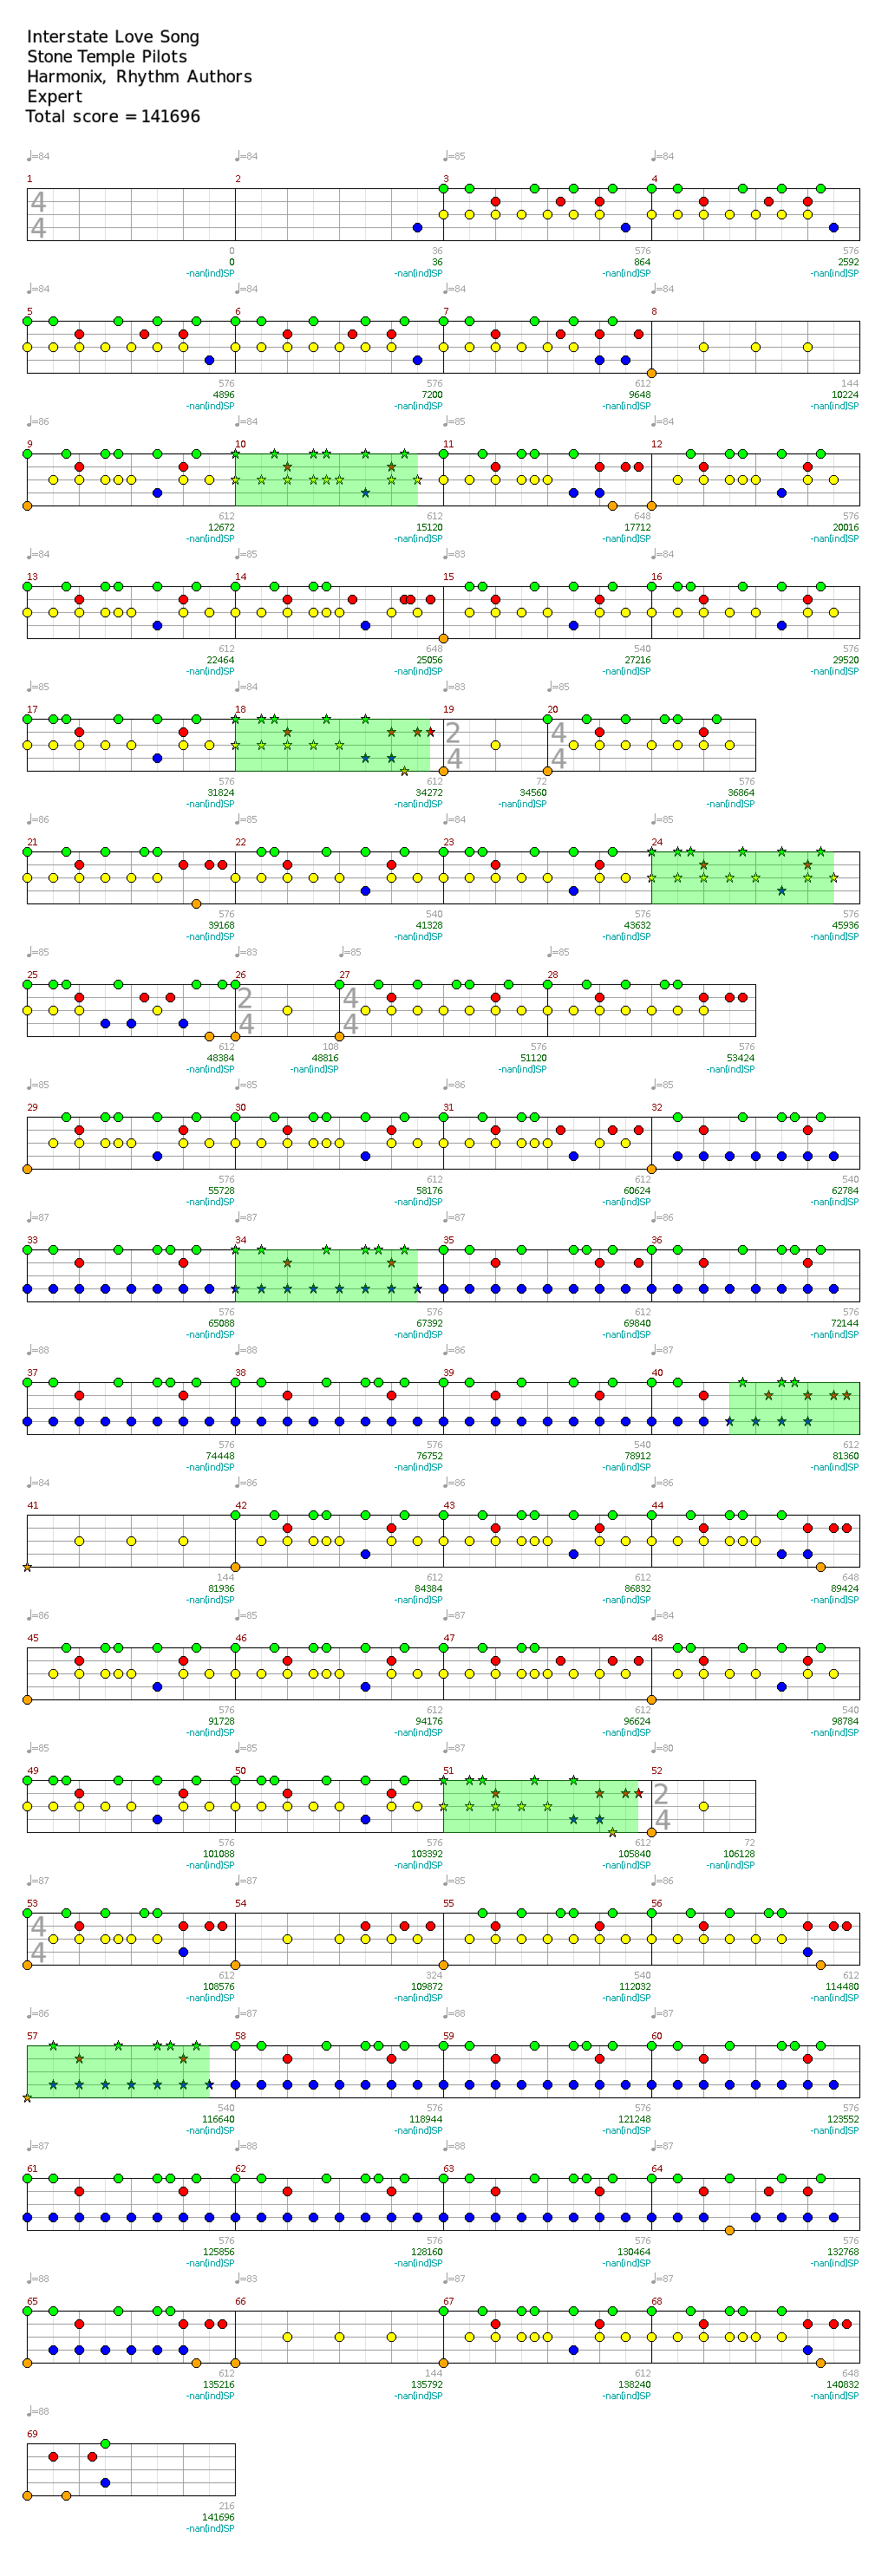 Interstate Love Song
Stone Temple Pilots
Harmonix, Rhythm Authors
Expert
Total score = 141696
♩=84 ♩=84 ♩=85 ♩=84
1 2 3 4
4
4
0 36 576 576
0 36 864 2592
-nan(ind)SP -nan(ind)SP -nan(ind)SP -nan(ind)SP
♩=84 ♩=84 ♩=84 ♩=84
5 6 7 8
576 576 612 144
4896 7200 9648 10224
-nan(ind)SP -nan(ind)SP -nan(ind)SP -nan(ind)SP
♩=86 ♩=84 ♩=85 ♩=84
9 10 11 12
612 612 648 576
12672 15120 17712 20016
-nan(ind)SP -nan(ind)SP -nan(ind)SP -nan(ind)SP
♩=84 ♩=85 ♩=83 ♩=84
13 14 15 16
612 648 540 576
22464 25056 27216 29520
-nan(ind)SP -nan(ind)SP -nan(ind)SP -nan(ind)SP
♩=85 ♩=84 ♩=83 ♩=85
17 18 19 20
2 4
4 4
576 612 72 576
31824 34272 34560 36864
-nan(ind)SP -nan(ind)SP -nan(ind)SP -nan(ind)SP
♩=86 ♩=85 ♩=84 ♩=85
21 22 23 24
576 540 576 576
39168 41328 43632 45936
-nan(ind)SP -nan(ind)SP -nan(ind)SP -nan(ind)SP
♩=85 ♩=83 ♩=85 ♩=85
25 26 27 28
2 4
4 4
612 108 576 576
48384 48816 51120 53424
-nan(ind)SP -nan(ind)SP -nan(ind)SP -nan(ind)SP
♩=85 ♩=85 ♩=86 ♩=85
29 30 31 32
576 612 612 540
55728 58176 60624 62784
-nan(ind)SP -nan(ind)SP -nan(ind)SP -nan(ind)SP
♩=87 ♩=87 ♩=87 ♩=86
33 34 35 36
576 576 612 576
65088 67392 69840 72144
-nan(ind)SP -nan(ind)SP -nan(ind)SP -nan(ind)SP
♩=88 ♩=88 ♩=86 ♩=87
37 38 39 40
576 576 540 612
74448 76752 78912 81360
-nan(ind)SP -nan(ind)SP -nan(ind)SP -nan(ind)SP
♩=84 ♩=86 ♩=86 ♩=86
41 42 43 44
144 612 612 648
81936 84384 86832 89424
-nan(ind)SP -nan(ind)SP -nan(ind)SP -nan(ind)SP
♩=86 ♩=85 ♩=87 ♩=84
45 46 47 48
576 612 612 540
91728 94176 96624 98784
-nan(ind)SP -nan(ind)SP -nan(ind)SP -nan(ind)SP
♩=85 ♩=85 ♩=87 ♩=80
49 50 51 52
2
4
576 576 612 72
101088 103392 105840 106128
-nan(ind)SP -nan(ind)SP -nan(ind)SP -nan(ind)SP
♩=87 ♩=87 ♩=85 ♩=86
53 54 55 56
4
4
612 324 540 612
108576 109872 112032 114480
-nan(ind)SP -nan(ind)SP -nan(ind)SP -nan(ind)SP
♩=86 ♩=87 ♩=88 ♩=87
57 58 59 60
540 576 576 576
116640 118944 121248 123552
-nan(ind)SP -nan(ind)SP -nan(ind)SP -nan(ind)SP
♩=87 ♩=88 ♩=88 ♩=87
61 62 63 64
576 576 576 576
125856 128160 130464 132768
-nan(ind)SP -nan(ind)SP -nan(ind)SP -nan(ind)SP
♩=88 ♩=83 ♩=87 ♩=87
65 66 67 68
612 144 612 648
135216 135792 138240 140832
-nan(ind)SP -nan(ind)SP -nan(ind)SP -nan(ind)SP
♩=88
69
216
141696
-nan(ind)SP